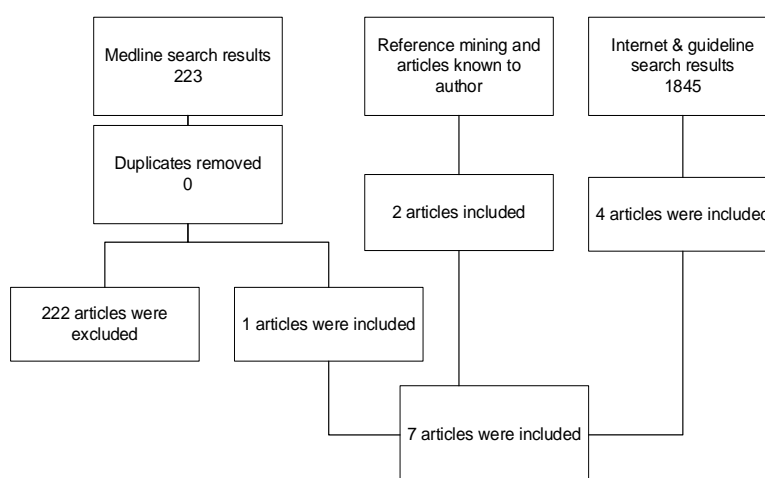 Medline search results
223
Reference mining and
articles known to
author
Internet & guideline
search results
1845
Duplicates removed
0
2 articles included
4 articles were included
222 articles were
excluded
1 articles were included
7 articles were included